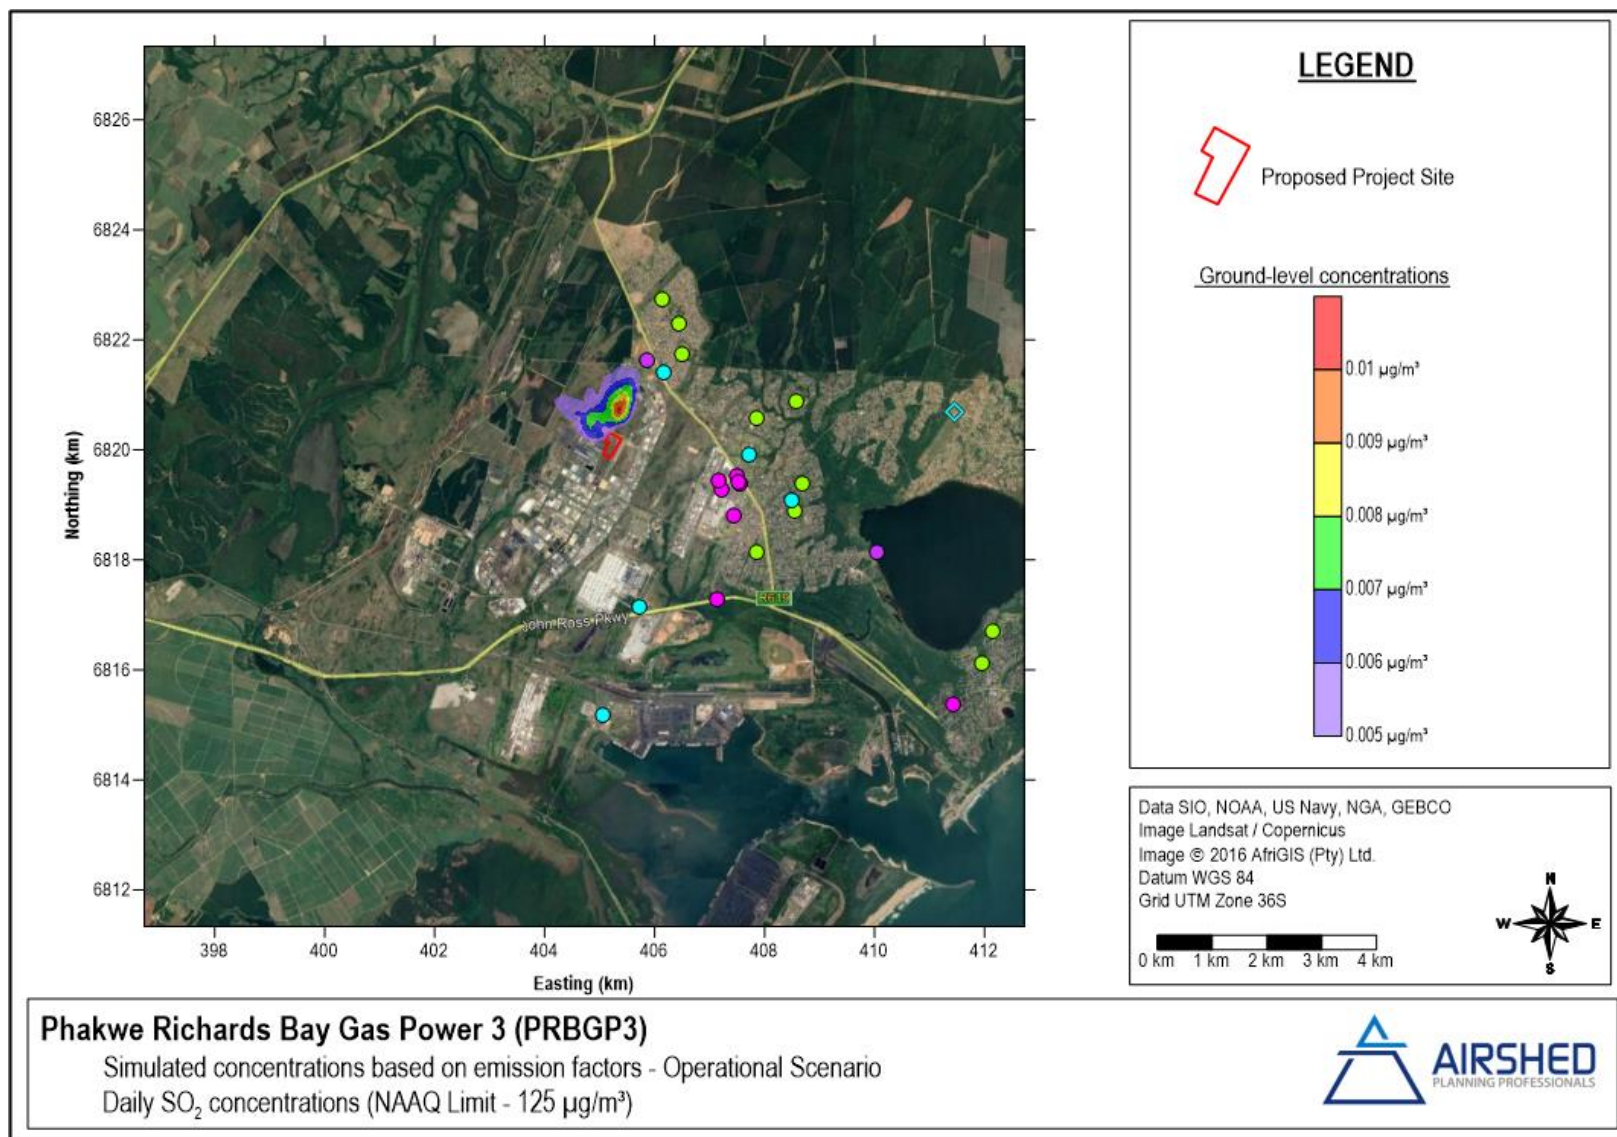 6826
6824
6822
6820
6818
6816
6814
6812
Northing (km)
398
400
402
404
406
408
410
412
Easting (km)
R619
John Ross Pkwy
LEGEND
Proposed Project Site
Ground-level concentrations
0.01 µg/m³
0.009 µg/m³
0.008 µg/m³
0.007 µg/m³
0.006 µg/m³
0.005 µg/m³
Data SIO, NOAA, US Navy, NGA, GEBCO
Image Landsat / Copernicus
Image © 2016 AfriGIS (Pty) Ltd.
Datum WGS 84
Grid UTM Zone 36S
0 km 1 km 2 km 3 km 4 km
N
W E
S
Phakwe Richards Bay Gas Power 3 (PRBGP3)
Simulated concentrations based on emission factors - Operational Scenario
Daily SO₂ concentrations (NAAQ Limit - 125 µg/m³)
AIRSHED
PLANNING PROFESSIONALS